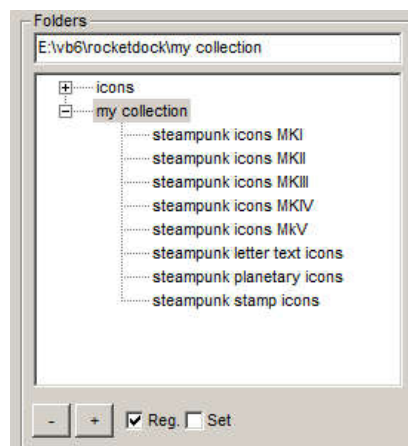 Folders
E:\vb6\rocketdock\my collection
icons
my collection
steampunk icons MKI
steampunk icons MKII
steampunk icons MKIII
steampunk icons MKIV
steampunk icons MkV
steampunk letter text icons
steampunk planetary icons
steampunk stamp icons
- + Reg. Set